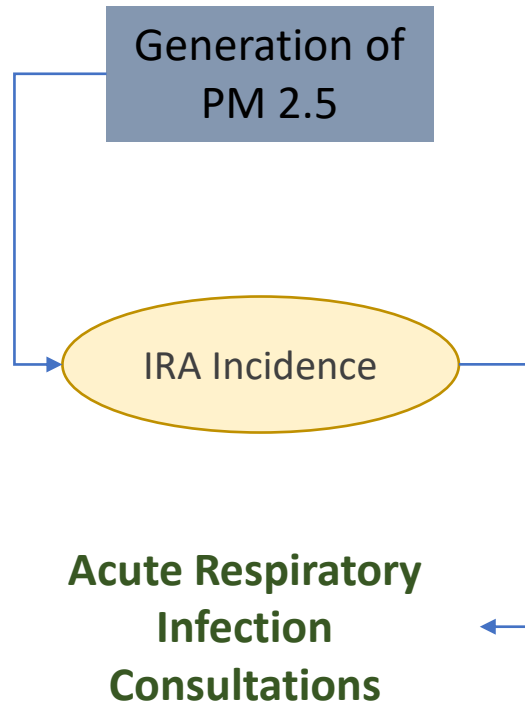 Generation of
PM 2.5
IRA Incidence
Acute Respiratory
Infection
Consultations